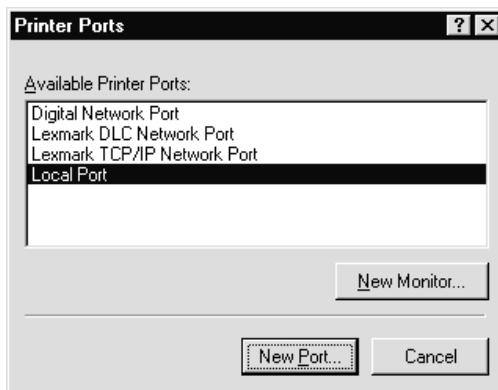 Printer Ports
Available Printer Ports:
Digital Network Port
Lexmark DLC Network Port
Lexmark TCP/IP Network Port
Local Port
New Monitor...
New Port...
Cancel